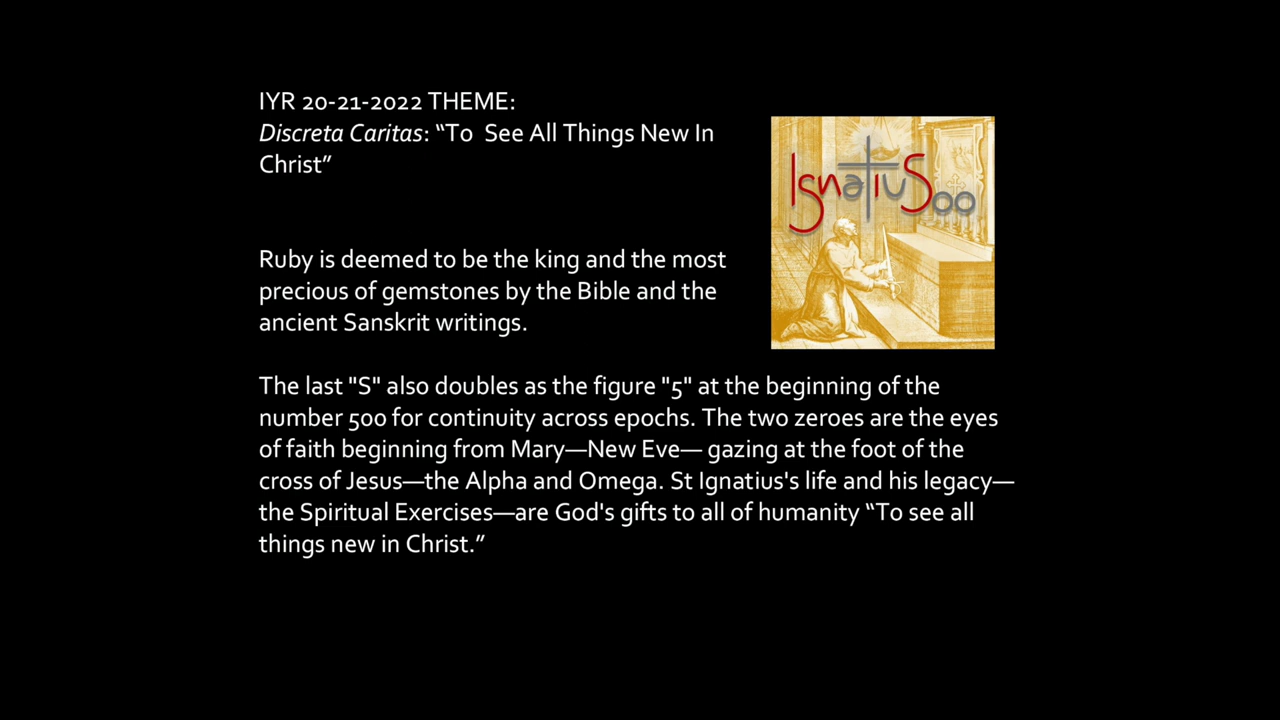 IYR 20-21-2022 THEME:
Discreta Caritas: “To  See All Things New In
Christ”
IgnatiuS00
Ruby is deemed to be the king and the most
precious of gemstones by the Bible and the
ancient Sanskrit writings.
The last "S" also doubles as the figure "5" at the beginning of the
number 500 for continuity across epochs. The two zeroes are the eyes
of faith beginning from Mary—New Eve— gazing at the foot of the
cross of Jesus—the Alpha and Omega. St Ignatius's life and his legacy—
the Spiritual Exercises—are God's gifts to all of humanity “To see all
things new in Christ.”